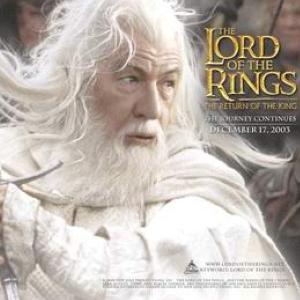 THE
LORD
OF THE
RINGS
THE RETURN OF THE KING
THE JOURNEY CONTINUES
DECEMBER 17, 2003
WWW.LORDOFTHERINGS.NET
KEYWORD: LORD OF THE RINGS